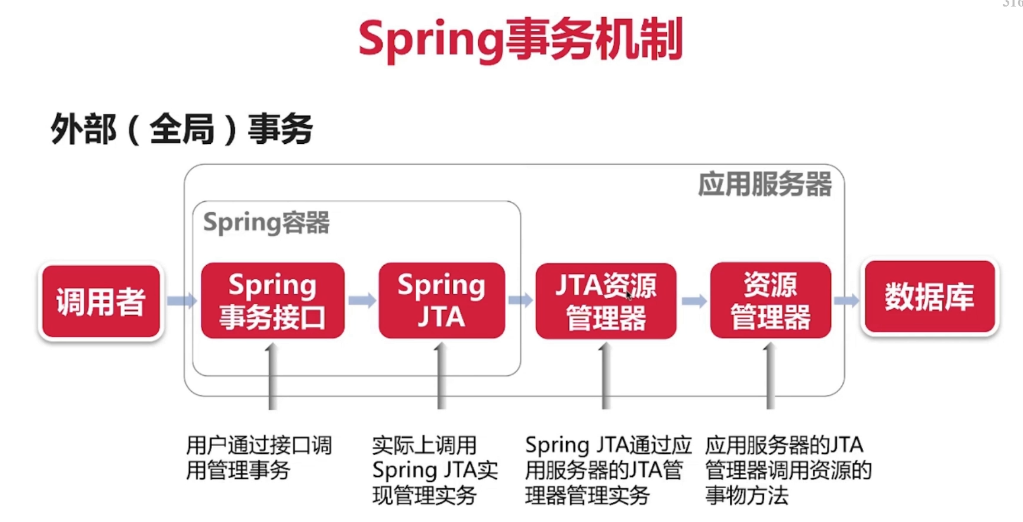 316
Spring事务机制
外部（全局）事务
应用服务器
Spring容器
调用者
Spring
事务接口
Spring
JTA
JTA资源
管理器
资源
管理器
数据库
用户通过接口调
用管理事务
实际上调用
Spring JTA实
现管理实务
Spring JTA通过应
用服务器的JTA管
理器管理实务
应用服务器的JTA
管理器调用资源的
事物方法